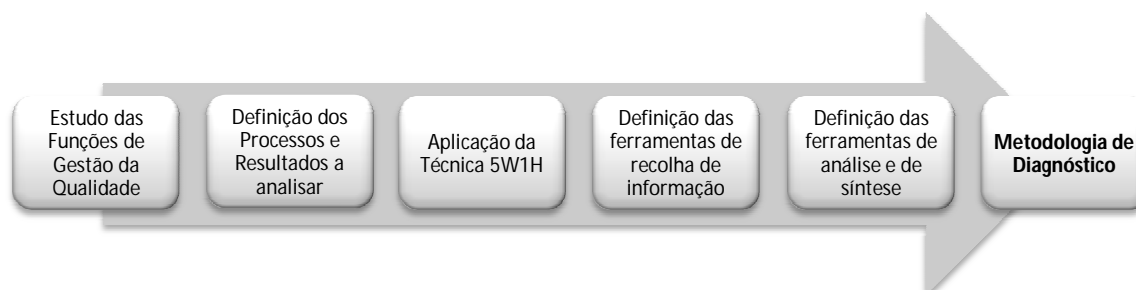 Estudo das
Funções de
Gestão da
Qualidade
Definição dos
Processos e
Resultados a
analisar
Aplicação da
Técnica 5W1H
Definição das
ferramentas de
recolha de
informação
Definição das
ferramentas de
análise e de
síntese
Metodologia de
Diagnóstico